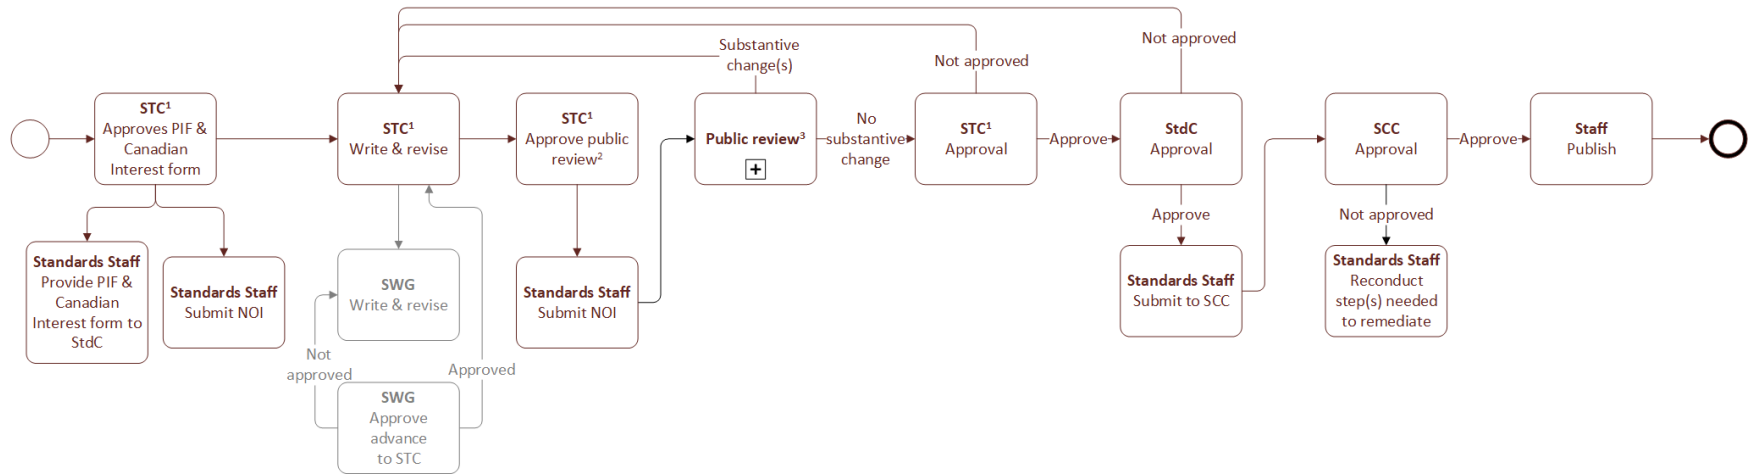 STC¹
Approves PIF &
Canadian
Interest form
Standards Staff
Provide PIF &
Canadian
Interest form to
StdC
Standards Staff
Submit NOI
STC¹
Write & revise
SWG
Write & revise
Not
approved
Approved
SWG
Approve
advance
to STC
STC¹
Approve public
review²
Standards Staff
Submit NOI
Substantive
change(s)
Public review³
No
substantive
change
Not approved
STC¹
Approval
Approve
Not approved
StdC
Approval
Approve
Standards Staff
Submit to SCC
SCC
Approval
Not approved
Standards Staff
Reconduct
step(s) needed
to remediate
Approve
Staff
Publish